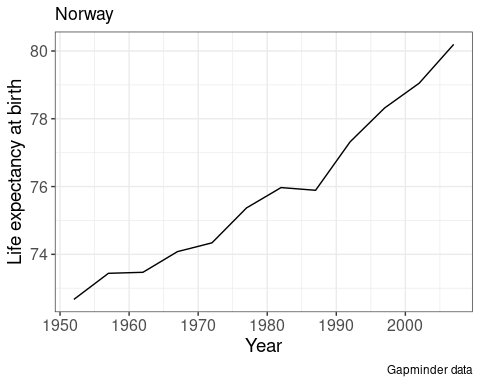 Norway
80
78
76
74
Life expectancy at birth
1950 1960 1970 1980 1990 2000
Year
Gapminder data